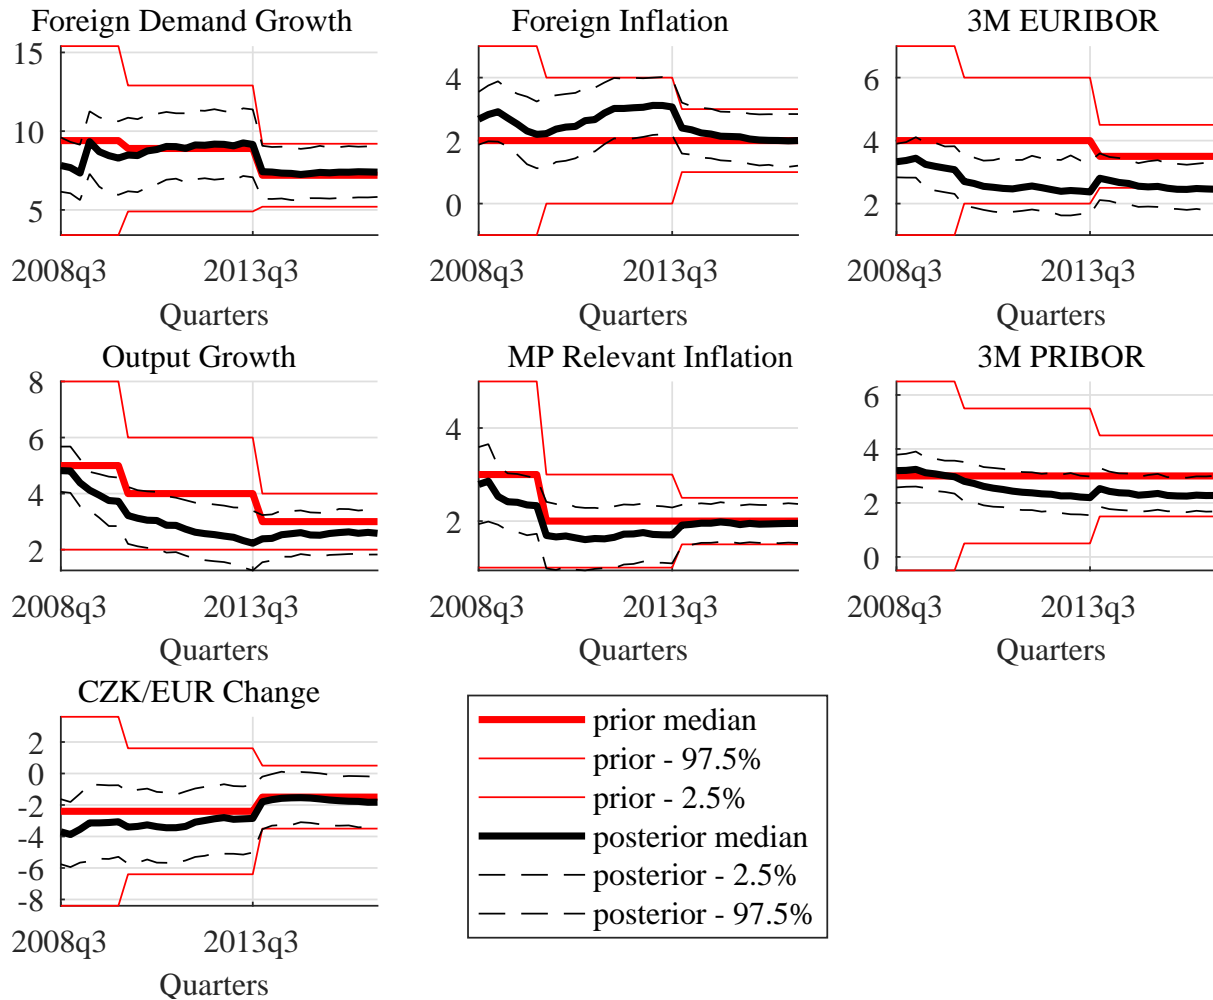 Foreign Demand Growth
15
10
5
2008q3 2013q3
Quarters
Foreign Inflation
4
2
0
2008q3 2013q3
Quarters
3M EURIBOR
6
4
2
2008q3 2013q3
Quarters
Output Growth
8
6
4
2
2008q3 2013q3
Quarters
MP Relevant Inflation
4
2
2008q3 2013q3
Quarters
3M PRIBOR
6
4
2
0
2008q3 2013q3
Quarters
CZK/EUR Change
2
0
-2
-4
-6
-8
2008q3 2013q3
Quarters
prior median
prior - 97.5%
prior - 2.5%
posterior median
posterior - 2.5%
posterior - 97.5%